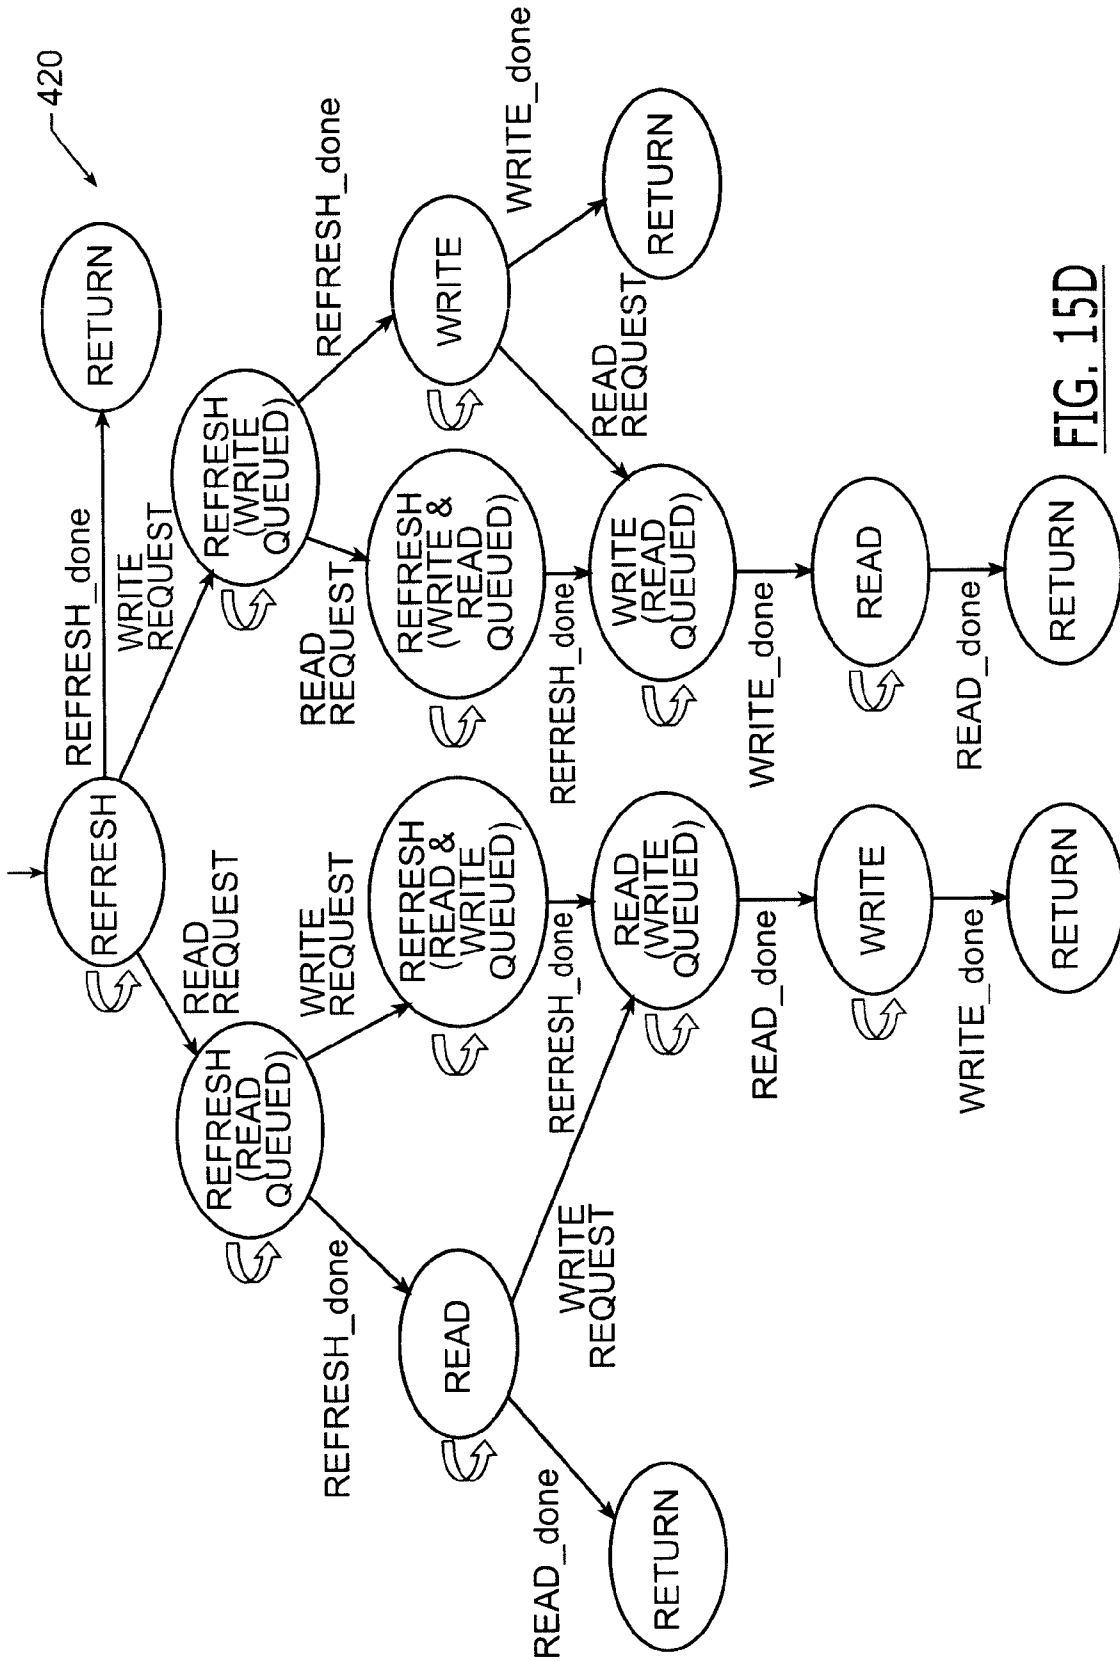 420
REFRESH
REFRESH_done
RETURN
READ
REQUEST
WRITE
REQUEST
REFRESH
(READ
QUEUED)
REFRESH
(WRITE
QUEUED)
REFRESH_done
WRITE
REQUEST
READ
REQUEST
REFRESH_done
READ
REFRESH
(READ &
WRITE
QUEUED)
REFRESH
(WRITE &
READ
QUEUED)
WRITE
READ_done
WRITE
REQUEST
REFRESH_done
REFRESH_done
READ
REQUEST
WRITE_done
RETURN
READ
(WRITE
QUEUED)
WRITE
(READ
QUEUED)
RETURN
READ_done
WRITE_done
WRITE
READ
WRITE_done
READ_done
RETURN
RETURN
FIG. 15D